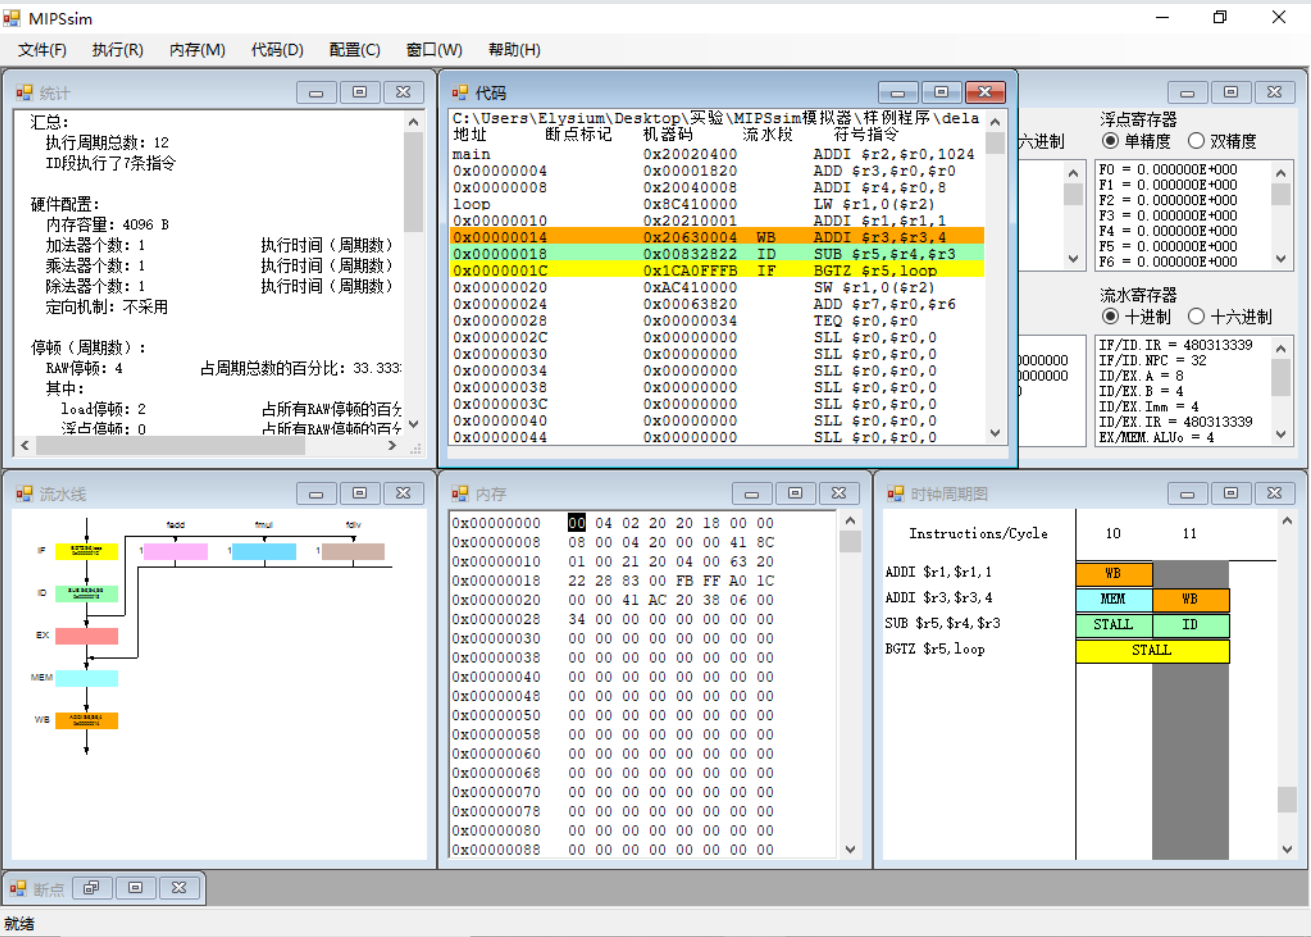 MIPSsim
文件(F) 执行(R) 内存(M) 代码(D) 配置(C) 窗口(W) 帮助(H)
统计
汇总:
执行周期总数: 12
ID段执行了7条指令
硬件配置:
内存容量: 4096 B
加法器个数: 1 执行时间（周期数）
乘法器个数: 1 执行时间（周期数）
除法器个数: 1 执行时间（周期数）
定向机制: 不采用
停顿（周期数）:
RAW停顿: 4 占周期总数的百分比: 33.333
其中:
load停顿: 2 占所有RAW停顿的百分
浮点停顿: 0 占所有RAW停顿的百分
代码
C:\Users\Elysium\Desktop\实验\MIPSsim模拟器\样例程序\dela
地址 断点标记 机器码 流水段 符号指令
main 0x20020400 ADDI $r2,$r0,1024
0x00000004 0x00001820 ADD $r3,$r0,$r0
0x00000008 0x20040008 ADDI $r4,$r0,8
loop 0x8C410000 LW $r1,0($r2)
0x00000010 0x20210001 ADDI $r1,$r1,1
0x00000014 0x20630004 WB ADDI $r3,$r3,4
0x00000018 0x00832822 ID SUB $r5,$r4,$r3
0x0000001C 0x1CA0FFFB IF BGTZ $r5,loop
0x00000020 0xAC410000 SW $r1,0($r2)
0x00000024 0x00063820 ADD $r7,$r0,$r6
0x00000028 0x00000034 TEQ $r0,$r0
0x0000002C 0x00000000 SLL $r0,$r0,0
0x00000030 0x00000000 SLL $r0,$r0,0
0x00000034 0x00000000 SLL $r0,$r0,0
0x00000038 0x00000000 SLL $r0,$r0,0
0x0000003C 0x00000000 SLL $r0,$r0,0
0x00000040 0x00000000 SLL $r0,$r0,0
0x00000044 0x00000000 SLL $r0,$r0,0
六进制
浮点寄存器
单精度 双精度
F0 = 0.000000E+000
F1 = 0.000000E+000
F2 = 0.000000E+000
F3 = 0.000000E+000
F4 = 0.000000E+000
F5 = 0.000000E+000
F6 = 0.000000E+000
流水寄存器
十进制 十六进制
IF/ID.IR = 480313339
IF/ID.NPC = 32
ID/EX.A = 8
ID/EX.B = 4
ID/EX.Imm = 4
ID/EX.IR = 480313339
EX/MEM.ALUo = 4
流水线
fadd fmul fdiv
IF 1 1 1
ID
EX
MEM
WB
内存
0x00000000 00 04 02 20 20 18 00 00
0x00000008 08 00 04 20 00 00 41 8C
0x00000010 01 00 21 20 04 00 63 20
0x00000018 22 28 83 00 FB FF A0 1C
0x00000020 00 00 41 AC 20 38 06 00
0x00000028 34 00 00 00 00 00 00 00
0x00000030 00 00 00 00 00 00 00 00
0x00000038 00 00 00 00 00 00 00 00
0x00000040 00 00 00 00 00 00 00 00
0x00000048 00 00 00 00 00 00 00 00
0x00000050 00 00 00 00 00 00 00 00
0x00000058 00 00 00 00 00 00 00 00
0x00000060 00 00 00 00 00 00 00 00
0x00000068 00 00 00 00 00 00 00 00
0x00000070 00 00 00 00 00 00 00 00
0x00000078 00 00 00 00 00 00 00 00
0x00000080 00 00 00 00 00 00 00 00
0x00000088 00 00 00 00 00 00 00 00
时钟周期图
Instructions/Cycle 10 11
ADDI $r1,$r1,1 WB
ADDI $r3,$r3,4 MEM WB
SUB $r5,$r4,$r3 STALL ID
BGTZ $r5,loop STALL
断点
就绪